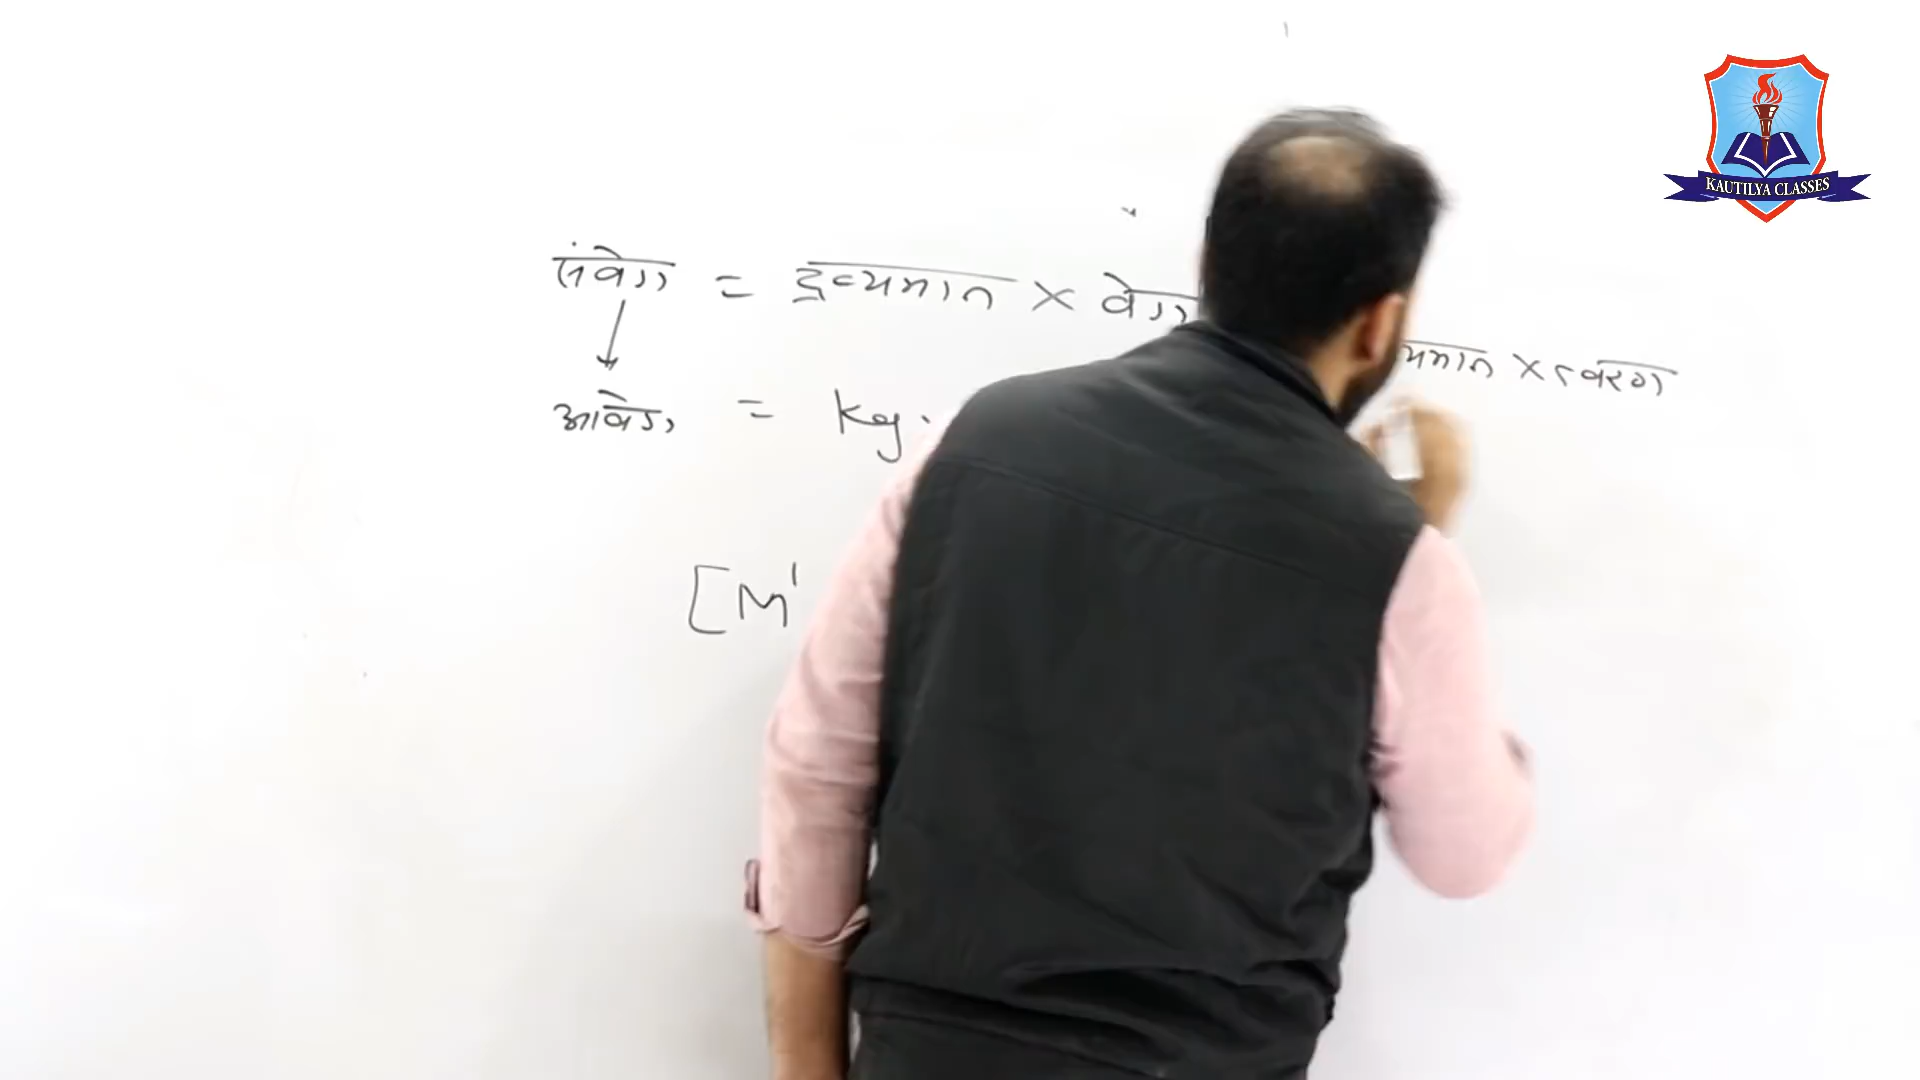 KAUTILYA CLASSES
संवेग = द्रव्यमान × वेग
× त्वरण
आवेग = kg.
[M¹